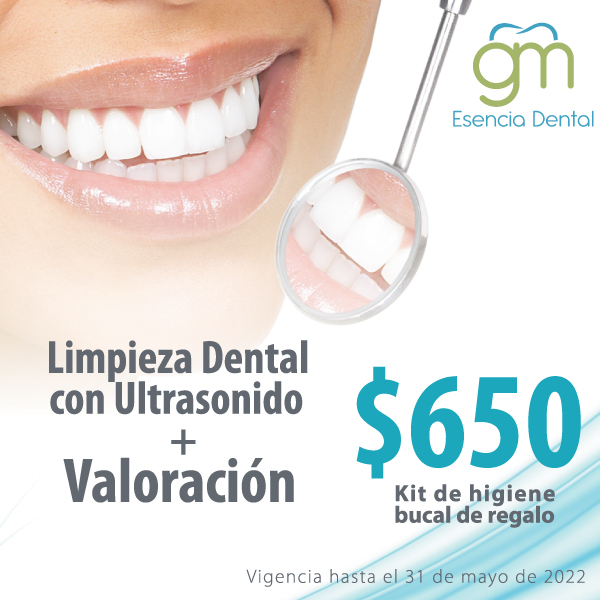 gm
Esencia Dental
Limpieza Dental
con Ultrasonido
+
Valoración
$650
Kit de higiene
bucal de regalo
Vigencia hasta el 31 de mayo de 2022